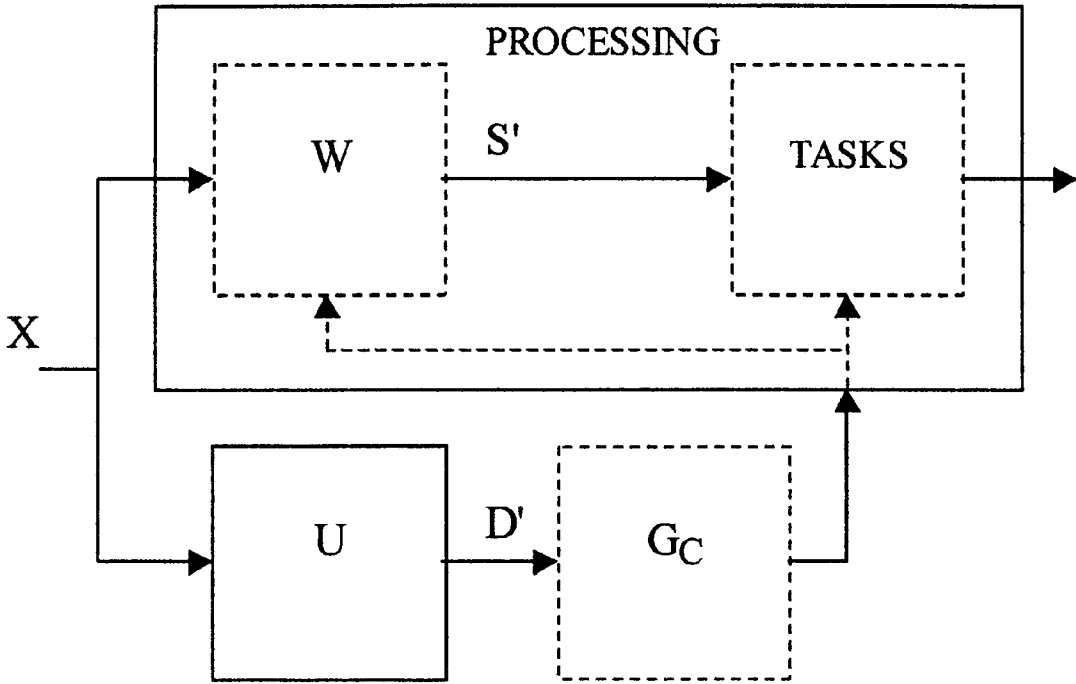 PROCESSING
W
S'
TASKS
X
U
D'
GC